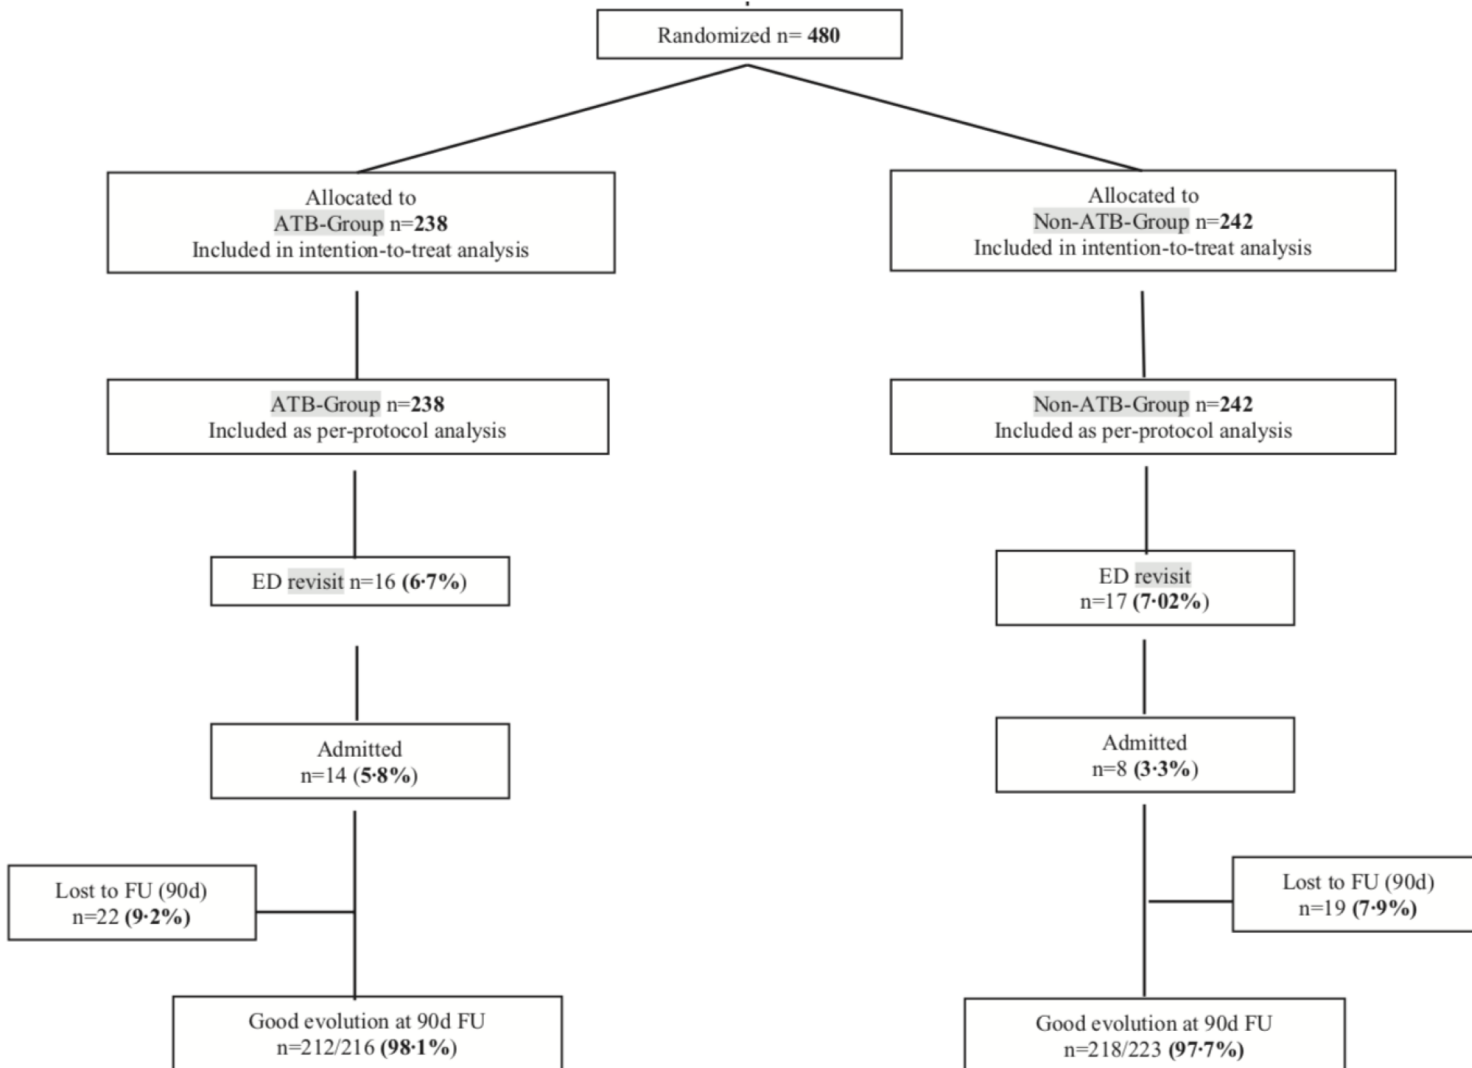 Randomized n= 480
Allocated to
ATB-Group n=238
Included in intention-to-treat analysis
Allocated to
Non-ATB-Group n=242
Included in intention-to-treat analysis
ATB-Group n=238
Included as per-protocol analysis
Non-ATB-Group n=242
Included as per-protocol analysis
ED revisit n=16 (6·7%)
ED revisit
n=17 (7·02%)
Admitted
n=14 (5·8%)
Admitted
n=8 (3·3%)
Lost to FU (90d)
n=22 (9·2%)
Lost to FU (90d)
n=19 (7·9%)
Good evolution at 90d FU
n=212/216 (98·1%)
Good evolution at 90d FU
n=218/223 (97·7%)